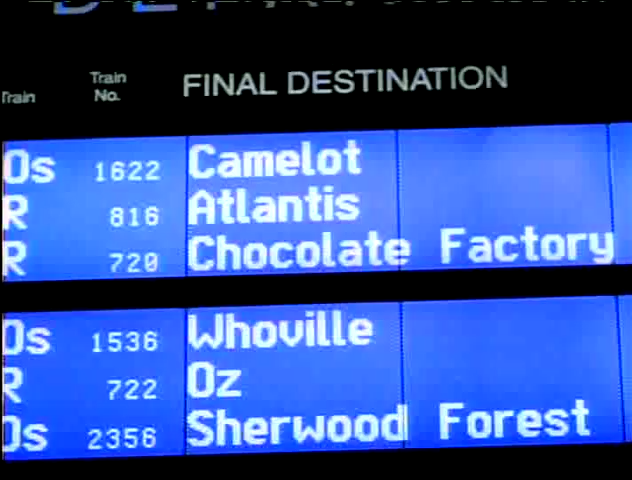 Train Train No. FINAL DESTINATION
Os 1622 Camelot
R 816 Atlantis
R 720 Chocolate Factory
Os 1536 Whoville
R 722 Oz
Os 2356 Sherwood Forest